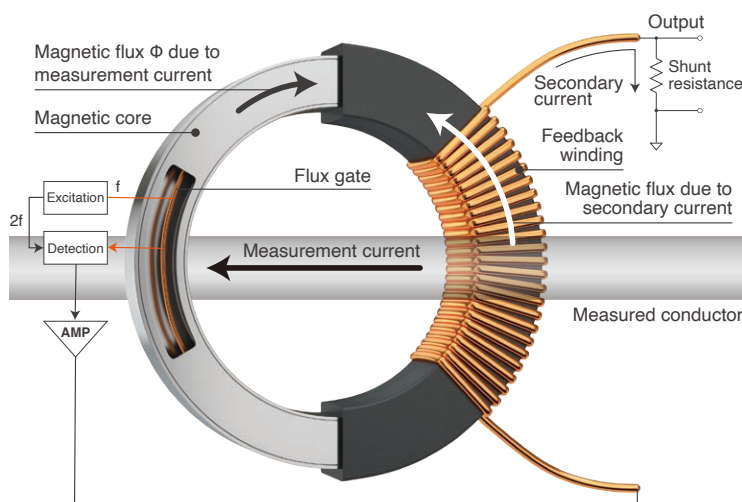 Magnetic flux Φ due to
measurement current
Magnetic core
Output
Secondary
current
Shunt
resistance
Feedback
winding
Flux gate
Magnetic flux due to
secondary current
Excitation
f
2f
Detection
Measurement current
Measured conductor
AMP